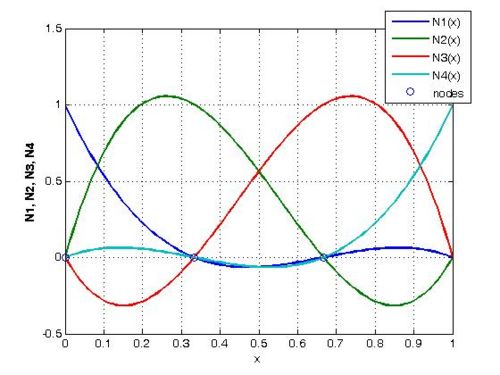 N1(x)
N2(x)
N3(x)
N4(x)
nodes
1.5
1
0.5
0
-0.5
N1, N2, N3, N4
0 0.1 0.2 0.3 0.4 0.5 0.6 0.7 0.8 0.9 1
x